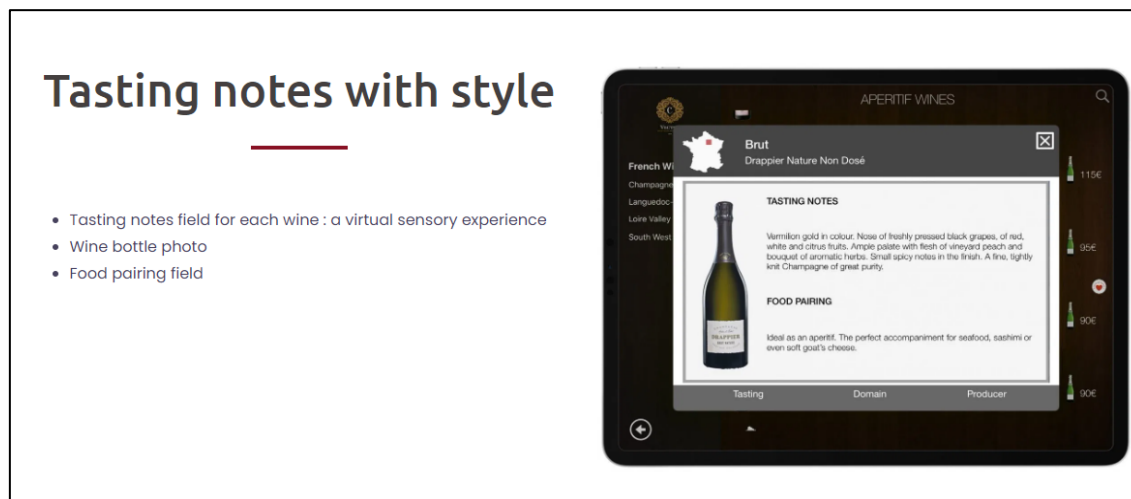 Tasting notes with style
Tasting notes field for each wine : a virtual sensory experience
Wine bottle photo
Food pairing field
APERITIF WINES
French Wi
Champagne
Languedoc-
Loire Valley
South West
Brut
Drappier Nature Non Dosé
TASTING NOTES
Vermilion gold in colour. Nose of freshly pressed black grapes, of red,
white and citrus fruits. Ample palate with flesh of vineyard peach and
bouquet of aromatic herbs. Small spicy notes in the finish. A fine, tightly
knit Champagne of great purity.
FOOD PAIRING
Ideal as an aperitif. The perfect accompaniment for seafood, sashimi or
even soft goat's cheese.
DRAPPIER
Tasting Domain Producer
115€
95€
90€
90€